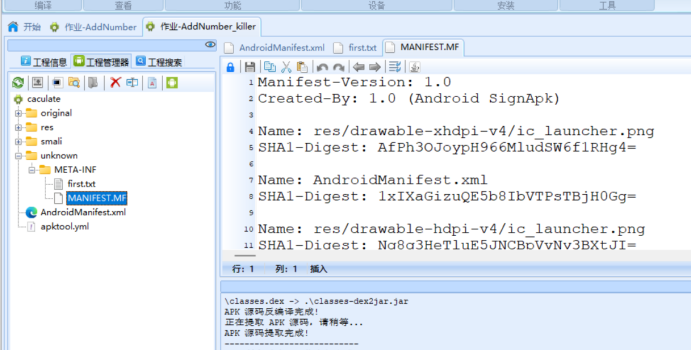 编译 查看 功能 设备 安装 工具
开始 作业-AddNumber 作业-AddNumber_killer
工程信息 工程管理器 工程搜索
AndroidManifest.xml first.txt MANIFEST.MF
caculate
original
res
smali
unknown
META-INF
first.txt
MANIFEST.MF
AndroidManifest.xml
apktool.yml
1 Manifest-Version: 1.0
2 Created-By: 1.0 (Android SignApk)
3
4 Name: res/drawable-xhdpi-v4/ic_launcher.png
5 SHA1-Digest: AfPh3OJoypH966MludSW6f1RHg4=
6
7 Name: AndroidManifest.xml
8 SHA1-Digest: 1xIXaGizuQE5b8IbVTPsTBjH0Gg=
9
10 Name: res/drawable-hdpi-v4/ic_launcher.png
11 SHA1-Digest:
行: 1 列: 1 插入
\classes.dex -> .\classes-dex2jar.jar
APK 源码反编译完成!
正在提取 APK 源码，请稍等...
APK 源码提取完成!
---------------------------